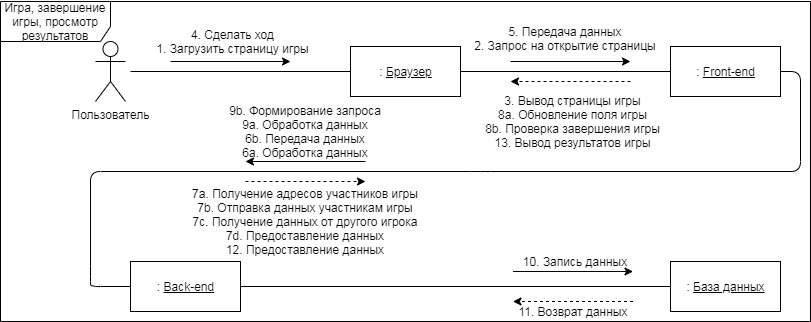 Игра, завершение
игры, просмотр
результатов
4. Сделать ход
1. Загрузить страницу игры
5. Передача данных
2. Запрос на открытие страницы
: Браузер
: Front-end
Пользователь
3. Вывод страницы игры
8a. Обновление поля игры
8b. Проверка завершения игры
13. Вывод результатов игры
9b. Формирование запроса
9a. Обработка данных
6b. Передача данных
6a. Обработка данных
7a. Получение адресов участников игры
7b. Отправка данных участникам игры
7c. Получение данных от другого игрока
7d. Предоставление данных
12. Предоставление данных
: Back-end
10. Запись данных
: База данных
11. Возврат данных